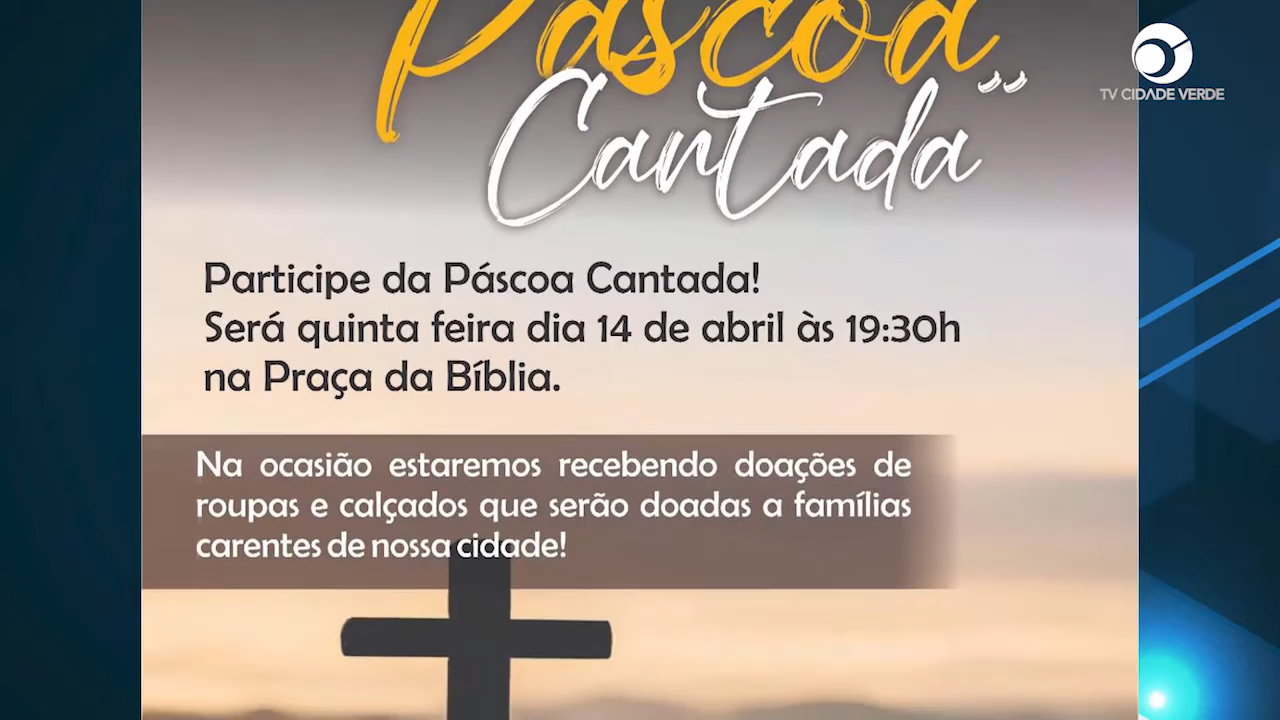 Páscoa
Cantada”
TV CIDADE VERDE
Participe da Páscoa Cantada!
Será quinta feira dia 14 de abril às 19:30h
na Praça da Bíblia.
Na ocasião estaremos recebendo doações de
roupas e calçados que serão doadas a famílias
carentes de nossa cidade!